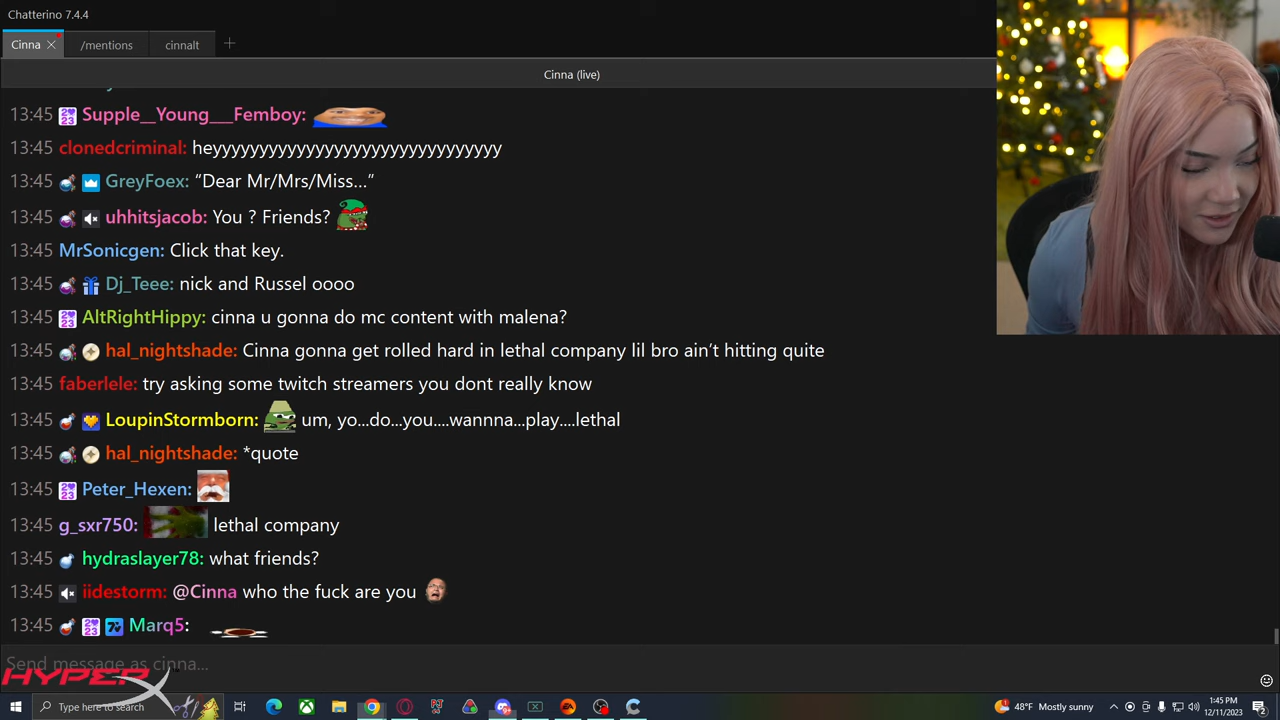 Chatterino 7.4.4
Cinna
/mentions
cinnalt
Cinna (live)
13:45 Supple__Young___Femboy:
13:45 clonedcriminal: heyyyyyyyyyyyyyyyyyyyyyyyyyyyyyyy
13:45 GreyFoex: “Dear Mr/Mrs/Miss...”
13:45 uhhitsjacob: You ? Friends?
13:45 MrSonicgen: Click that key.
13:45 Dj_Teee: nick and Russel oooo
13:45 AltRightHippy: cinna u gonna do mc content with malena?
13:45 hal_nightshade: Cinna gonna get rolled hard in lethal company lil bro ain’t hitting quite
13:45 faberlele: try asking some twitch streamers you dont really know
13:45 LoupinStormborn: um, yo...do...you....wannna...play....lethal
13:45 hal_nightshade: *quote
13:45 Peter_Hexen:
13:45 g_sxr750: lethal company
13:45 hydraslayer78: what friends?
13:45 iidestorm: @Cinna who the fuck are you
13:45 Marq5:
Send message as cinna...
HYPERX
Type here to search
48°F Mostly sunny
1:45 PM
12/11/2023